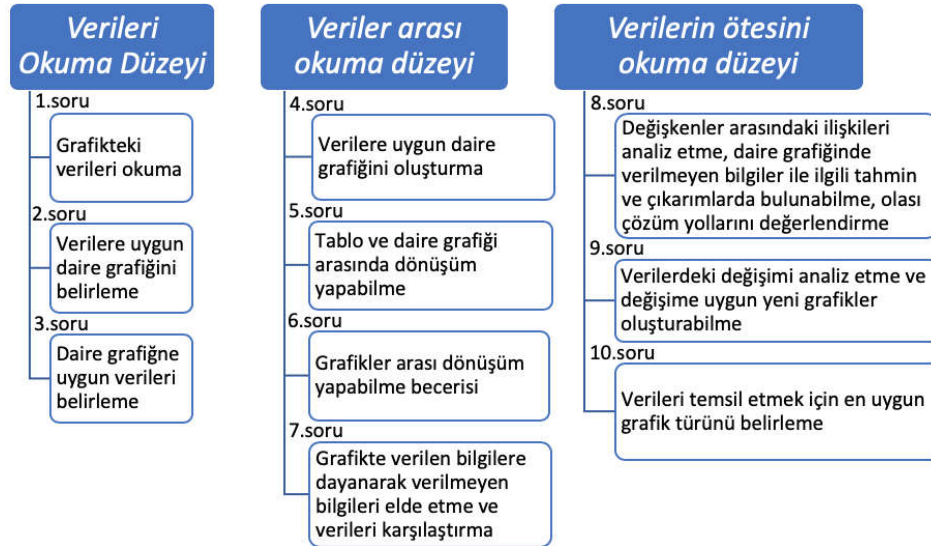 Verileri
Okuma Düzeyi
1.soru
Grafikteki
verileri okuma
2.soru
Verilere uygun
daire grafiğini
belirleme
3.soru
Daire grafiğne
uygun verileri
belirleme
Veriler arası
okuma düzeyi
4.soru
Verilere uygun daire
grafiğini oluşturma
5.soru
Tablo ve daire grafiği
arasında dönüşüm
yapabilme
6.soru
Grafikler arası dönüşüm
yapabilme becerisi
7.soru
Grafikte verilen bilgilere
dayanarak verilmeyen
bilgileri elde etme ve
verileri karşılaştırma
Verilerin ötesini
okuma düzeyi
8.soru
Değişkenler arasındaki ilişkileri
analiz etme, daire grafiğinde
verilmeyen bilgiler ile ilgili tahmin
ve çıkarımlarda bulunabilme, olası
çözüm yollarını değerlendirme
9.soru
Verilerdeki değişimi analiz etme ve
değişime uygun yeni grafikler
oluşturabilme
10.soru
Verileri temsil etmek için en uygun
grafik türünü belirleme